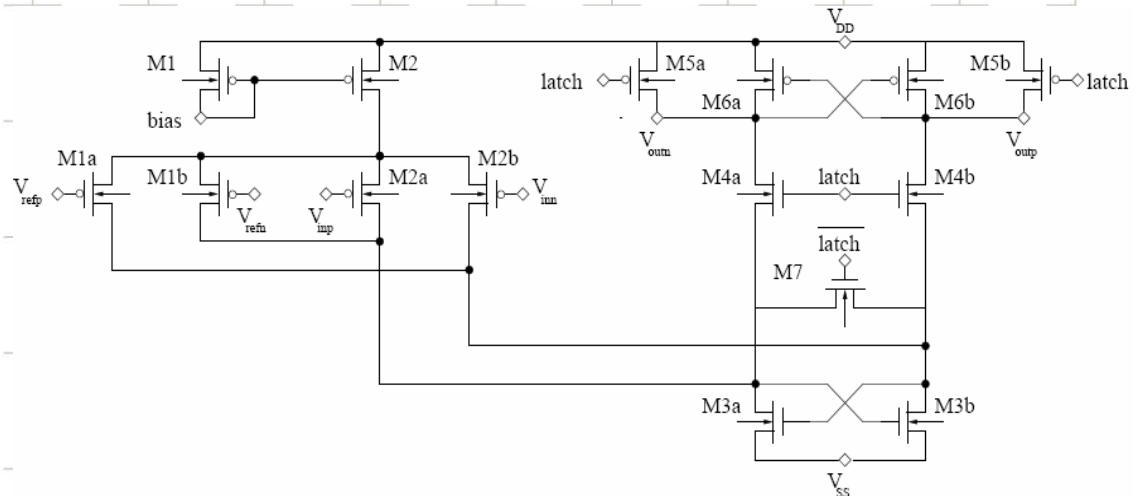 V_DD
M1
M2
M5a
M5b
latch
latch
M6a
M6b
bias
V_outn
V_outp
M1a
M1b
M2a
M2b
M4a
latch
M4b
V_refp
V_refn
V_inp
V_inn
latch
M7
M3a
M3b
V_SS